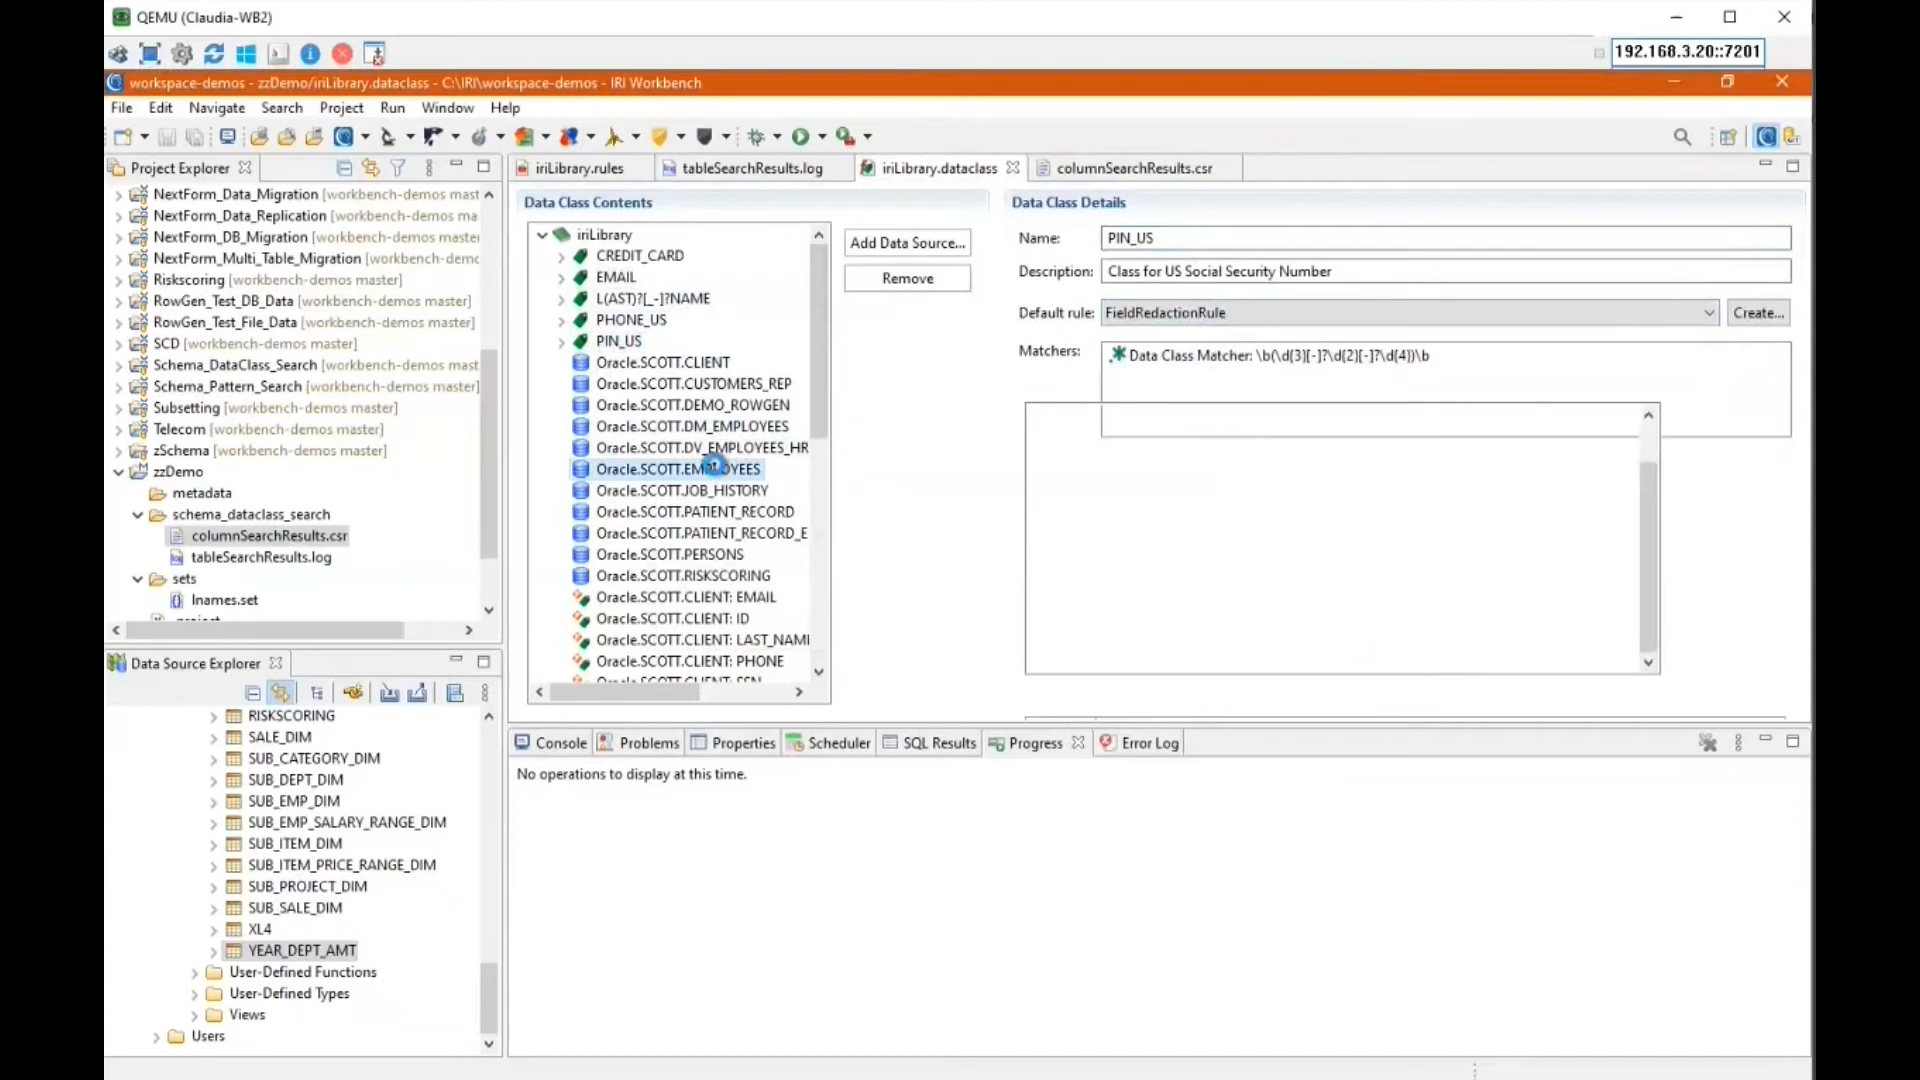 QEMU (Claudia-WB2)
192.168.3.20::7201
workspace-demos - zzDemo/iriLibrary.dataclass - C:\IRI\workspace-demos - IRI Workbench
File Edit Navigate Search Project Run Window Help
Project Explorer
NextForm_Data_Migration [workbench-demos mast
NextForm_Data_Replication [workbench-demos ma
NextForm_DB_Migration [workbench-demos master
NextForm_Multi_Table_Migration [workbench-demo
Riskscoring [workbench-demos master]
RowGen_Test_DB_Data [workbench-demos master]
RowGen_Test_File_Data [workbench-demos master]
SCD [workbench-demos master]
Schema_DataClass_Search [workbench-demos master]
Schema_Pattern_Search [workbench-demos master]
Subsetting [workbench-demos master]
Telecom [workbench-demos master]
zSchema [workbench-demos master]
zzDemo
metadata
schema_dataclass_search
columnSearchResults.csr
tableSearchResults.log
sets
lnames.set
Data Source Explorer
RISKSCORING
SALE_DIM
SUB_CATEGORY_DIM
SUB_DEPT_DIM
SUB_EMP_DIM
SUB_EMP_SALARY_RANGE_DIM
SUB_ITEM_DIM
SUB_ITEM_PRICE_RANGE_DIM
SUB_PROJECT_DIM
SUB_SALE_DIM
XL4
YEAR_DEPT_AMT
User-Defined Functions
User-Defined Types
Views
Users
iriLibrary.rules tableSearchResults.log iriLibrary.dataclass columnSearchResults.csr
Data Class Contents
iriLibrary
CREDIT_CARD
EMAIL
L(AST)?[_-]?NAME
PHONE_US
PIN_US
Oracle.SCOTT.CLIENT
Oracle.SCOTT.CUSTOMERS_REP
Oracle.SCOTT.DEMO_ROWGEN
Oracle.SCOTT.DM_EMPLOYEES
Oracle.SCOTT.DV_EMPLOYEES_HR
Oracle.SCOTT.EMPLOYEES
Oracle.SCOTT.JOB_HISTORY
Oracle.SCOTT.PATIENT_RECORD
Oracle.SCOTT.PATIENT_RECORD_E
Oracle.SCOTT.PERSONS
Oracle.SCOTT.RISKSCORING
Oracle.SCOTT.CLIENT: EMAIL
Oracle.SCOTT.CLIENT: ID
Oracle.SCOTT.CLIENT: LAST_NAM
Oracle.SCOTT.CLIENT: PHONE
Oracle.SCOTT.CLIENT: SSN
Add Data Source...
Remove
Data Class Details
Name: PIN_US
Description: Class for US Social Security Number
Default rule: FieldRedactionRule Create...
Matchers: Data Class Matcher: \b(\d{3}[-]?\d{2}[-]?\d{4})\b
Console Problems Properties Scheduler SQL Results Progress Error Log
No operations to display at this time.